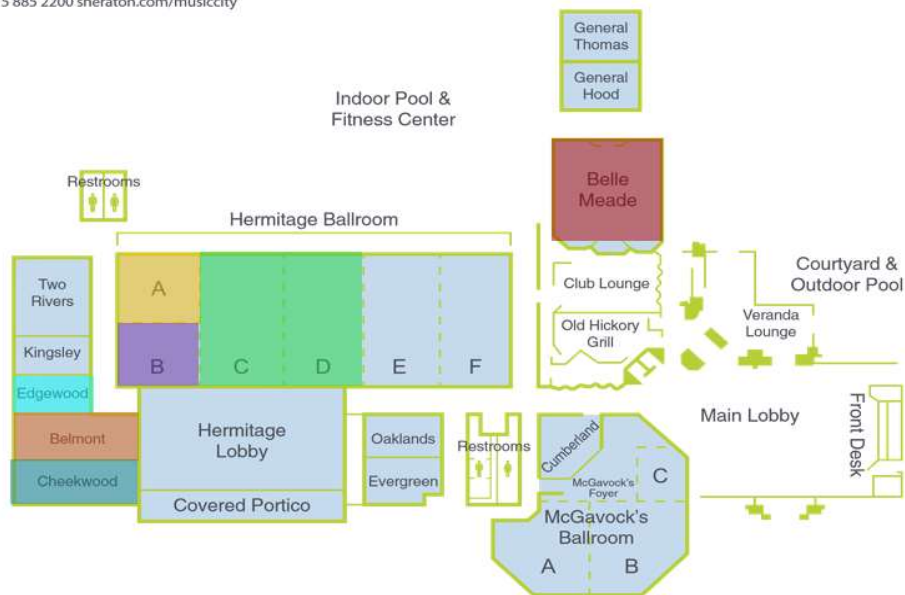 5 885 2200 sheraton.com/musiccity
General
Thomas
General
Hood
Indoor Pool &
Fitness Center
Belle
Meade
Restrooms
Hermitage Ballroom
Two
Rivers
Kingsley
Edgewood
Belmont
Cheekwood
A
B
C
D
E
F
Club Lounge
Old Hickory
Grill
Courtyard &
Outdoor Pool
Veranda
Lounge
Hermitage
Lobby
Covered Portico
Oaklands
Evergreen
Restrooms
Cumberland
McGavock's
Foyer
C
McGavock's
Ballroom
A
B
Main Lobby
Front Desk